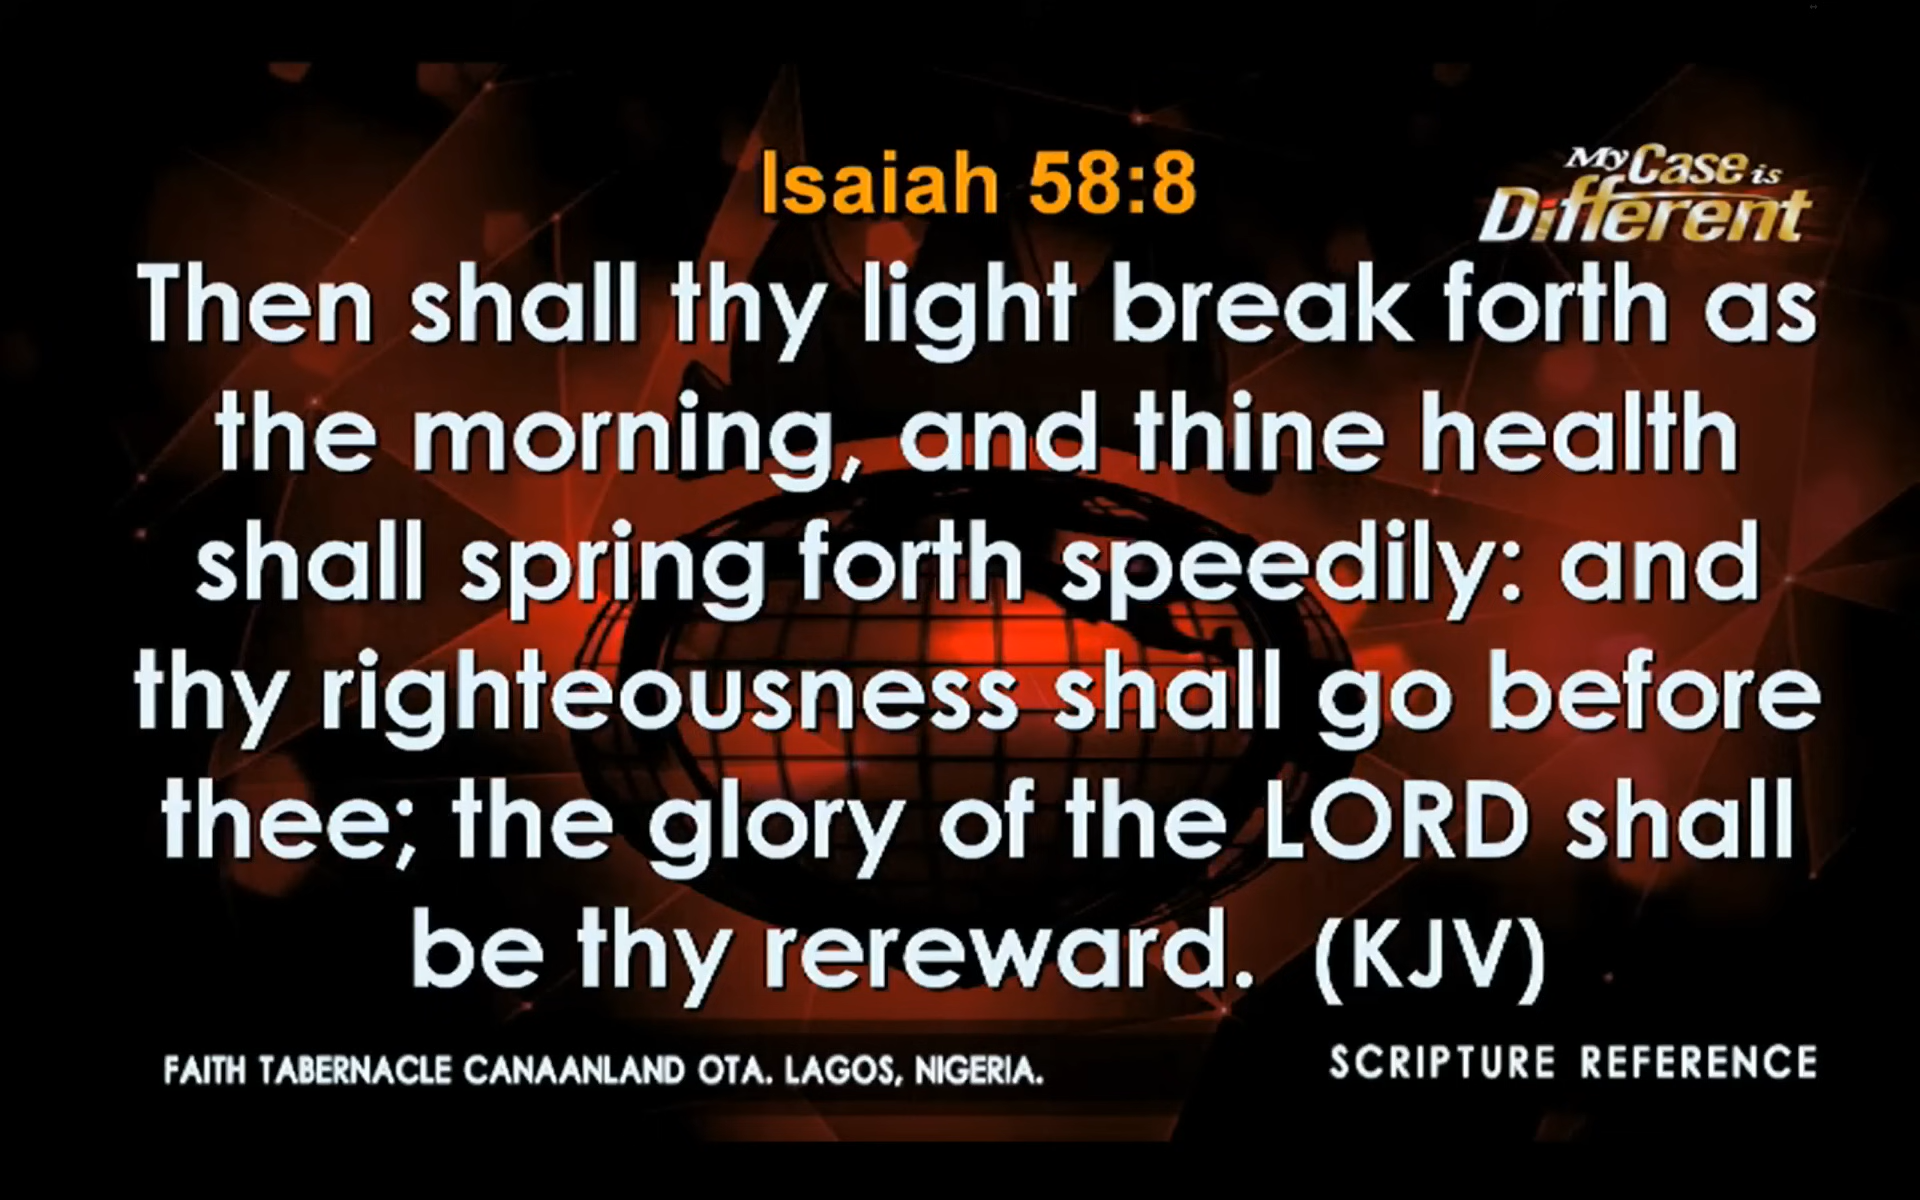 Isaiah 58:8
My Case is
Different
Then shall thy light break forth as
the morning, and thine health
shall spring forth speedily: and
thy righteousness shall go before
thee; the glory of the LORD shall
be thy rereward. (KJV)
FAITH TABERNACLE CANAANLAND OTA. LAGOS, NIGERIA.
SCRIPTURE REFERENCE